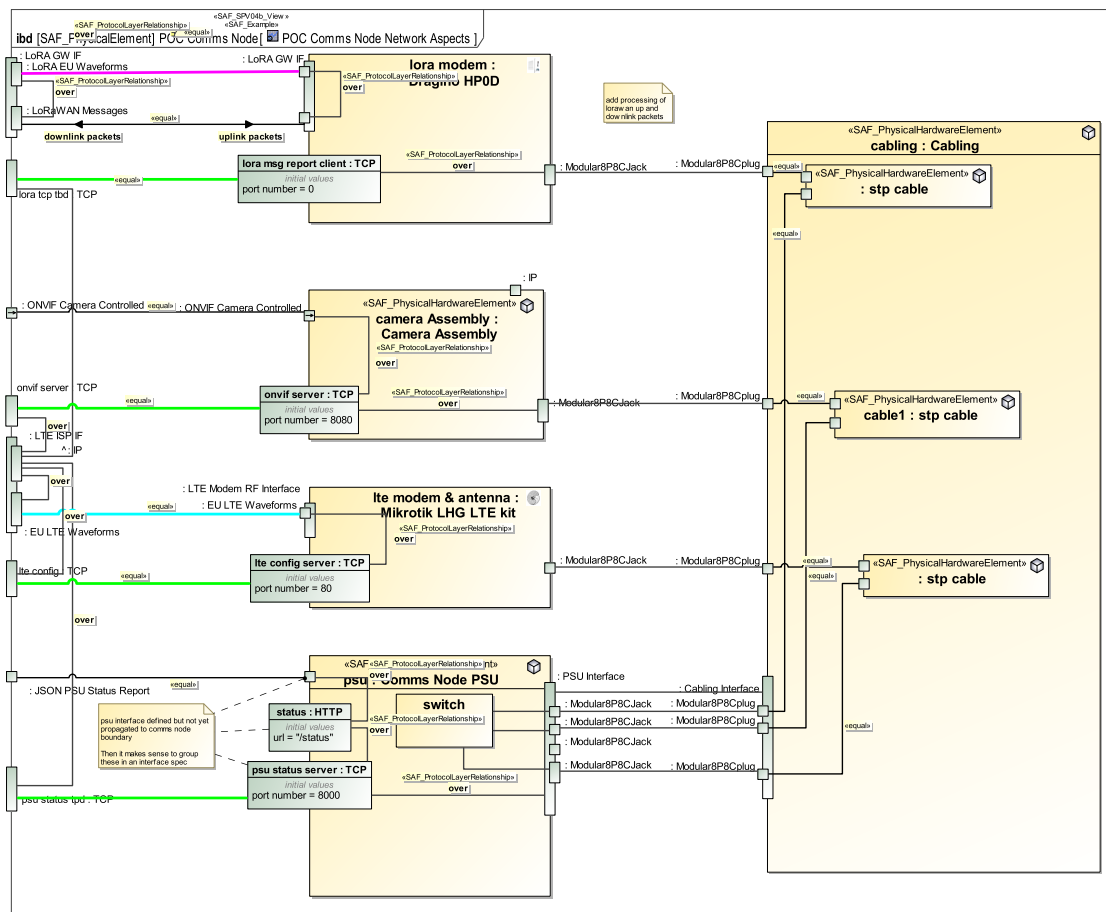 «SAF_SPV04b_View»
«SAF_Example»
«SAF_ProtocolLayerRelationship»
over
«equal»
ibd [SAF_PhysicalElement] POC Comms Node[ POC Comms Node Network Aspects ]
: LoRA GW IF
: LoRA EU Waveforms
: LoRA GW IF
«SAF_ProtocolLayerRelationship»
over
: LoRaWAN Messages
«equal»
downlink packets
uplink packets
lora modem :
Dragino HP0D
«SAF_ProtocolLayerRelationship»
over
lora msg report client : TCP
initial values
port number = 0
«SAF_ProtocolLayerRelationship»
over
«equal»
lora tcp tbd : TCP
: Modular8P8CJack
: Modular8P8Cplug
add processing of
lorawan up and
downlink packets
«SAF_PhysicalHardwareElement»
cabling : Cabling
«equal»
«SAF_PhysicalHardwareElement»
: stp cable
«equal»
: IP
: ONVIF Camera Controlled
«equal»
: ONVIF Camera Controlled
«SAF_PhysicalHardwareElement»
camera Assembly :
Camera Assembly
«SAF_ProtocolLayerRelationship»
over
onvif server : TCP
«equal»
onvif server : TCP
initial values
port number = 8080
«SAF_ProtocolLayerRelationship»
over
: Modular8P8CJack
: Modular8P8Cplug
«equal»
«SAF_PhysicalHardwareElement»
cable1 : stp cable
over
: LTE ISP IF
^ : IP
over
over
: EU LTE Waveforms
: LTE Modem RF Interface
: EU LTE Waveforms
«equal»
lte modem & antenna :
Mikrotik LHG LTE kit
«SAF_ProtocolLayerRelationship»
over
lte config : TCP
«equal»
lte config server : TCP
initial values
port number = 80
: Modular8P8CJack
: Modular8P8Cplug
«equal»
«equal»
«SAF_PhysicalHardwareElement»
: stp cable
over
: JSON PSU Status Report
«equal»
«SAF_ProtocolLayerRelationship»
over
psu : Comms Node PSU
: PSU Interface
: Cabling Interface
switch
status : HTTP
initial values
url = "/status"
«SAF_ProtocolLayerRelationship»
over
: Modular8P8CJack
: Modular8P8Cplug
: Modular8P8CJack
: Modular8P8Cplug
: Modular8P8CJack
: Modular8P8CJack
: Modular8P8Cplug
«equal»
psu interface defined but not yet
propagated to comms node
boundary
Then it makes sense to group
these in an interface spec
psu status server : TCP
initial values
port number = 8000
«SAF_ProtocolLayerRelationship»
over
psu status tpd : TCP